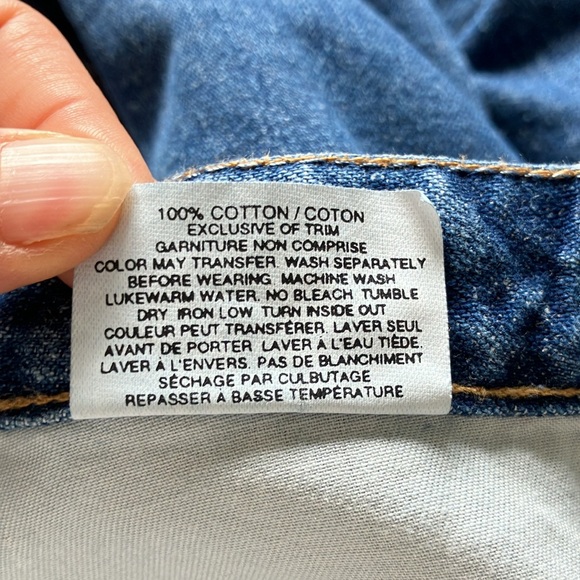 100% COTTON / COTON
EXCLUSIVE OF TRIM
GARNITURE NON COMPRISE
COLOR MAY TRANSFER. WASH SEPARATELY
BEFORE WEARING. MACHINE WASH
LUKEWARM WATER. NO BLEACH TUMBLE
DRY IRON LOW TURN INSIDE OUT
COULEUR PEUT TRANSFÉRER. LAVER SEUL
AVANT DE PORTER LAVER À L'EAU TIÈDE.
LAVER À L'ENVERS. PAS DE BLANCHIMENT
SÉCHAGE PAR CULBUTAGE
REPASSER À BASSE TEMPÉRATURE